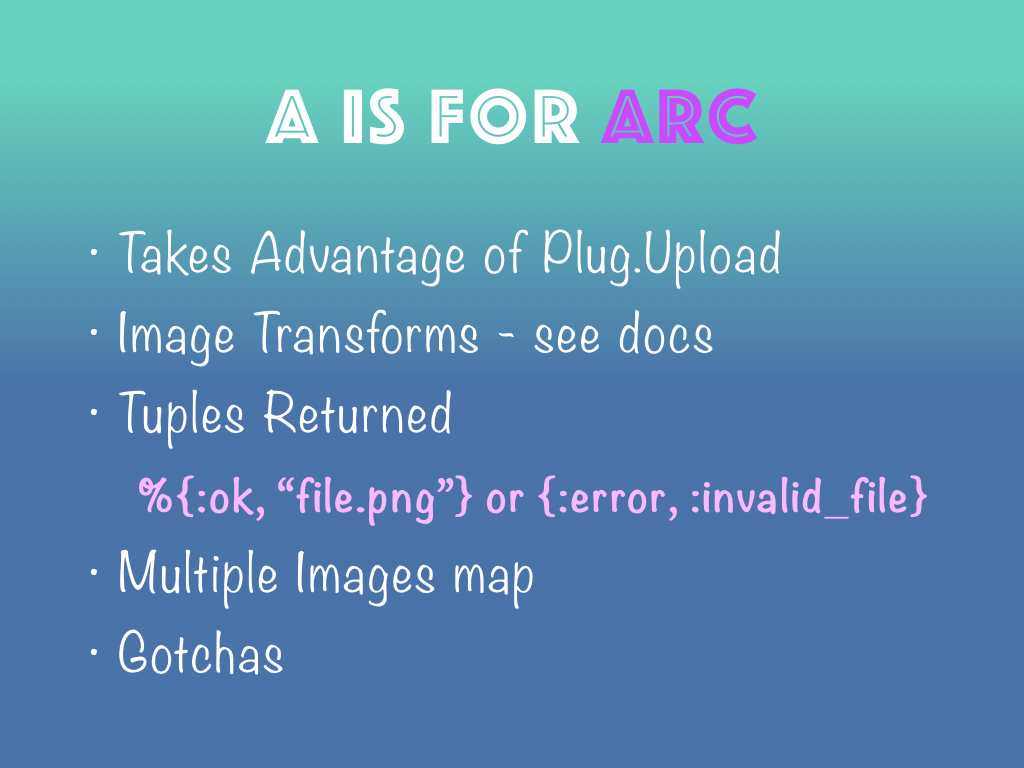 A IS FOR ARC
• Takes Advantage of Plug.Upload
• Image Transforms - see docs
• Tuples Returned
%{:ok, “file.png”} or {:error, :invalid_file}
• Multiple Images map
• Gotchas